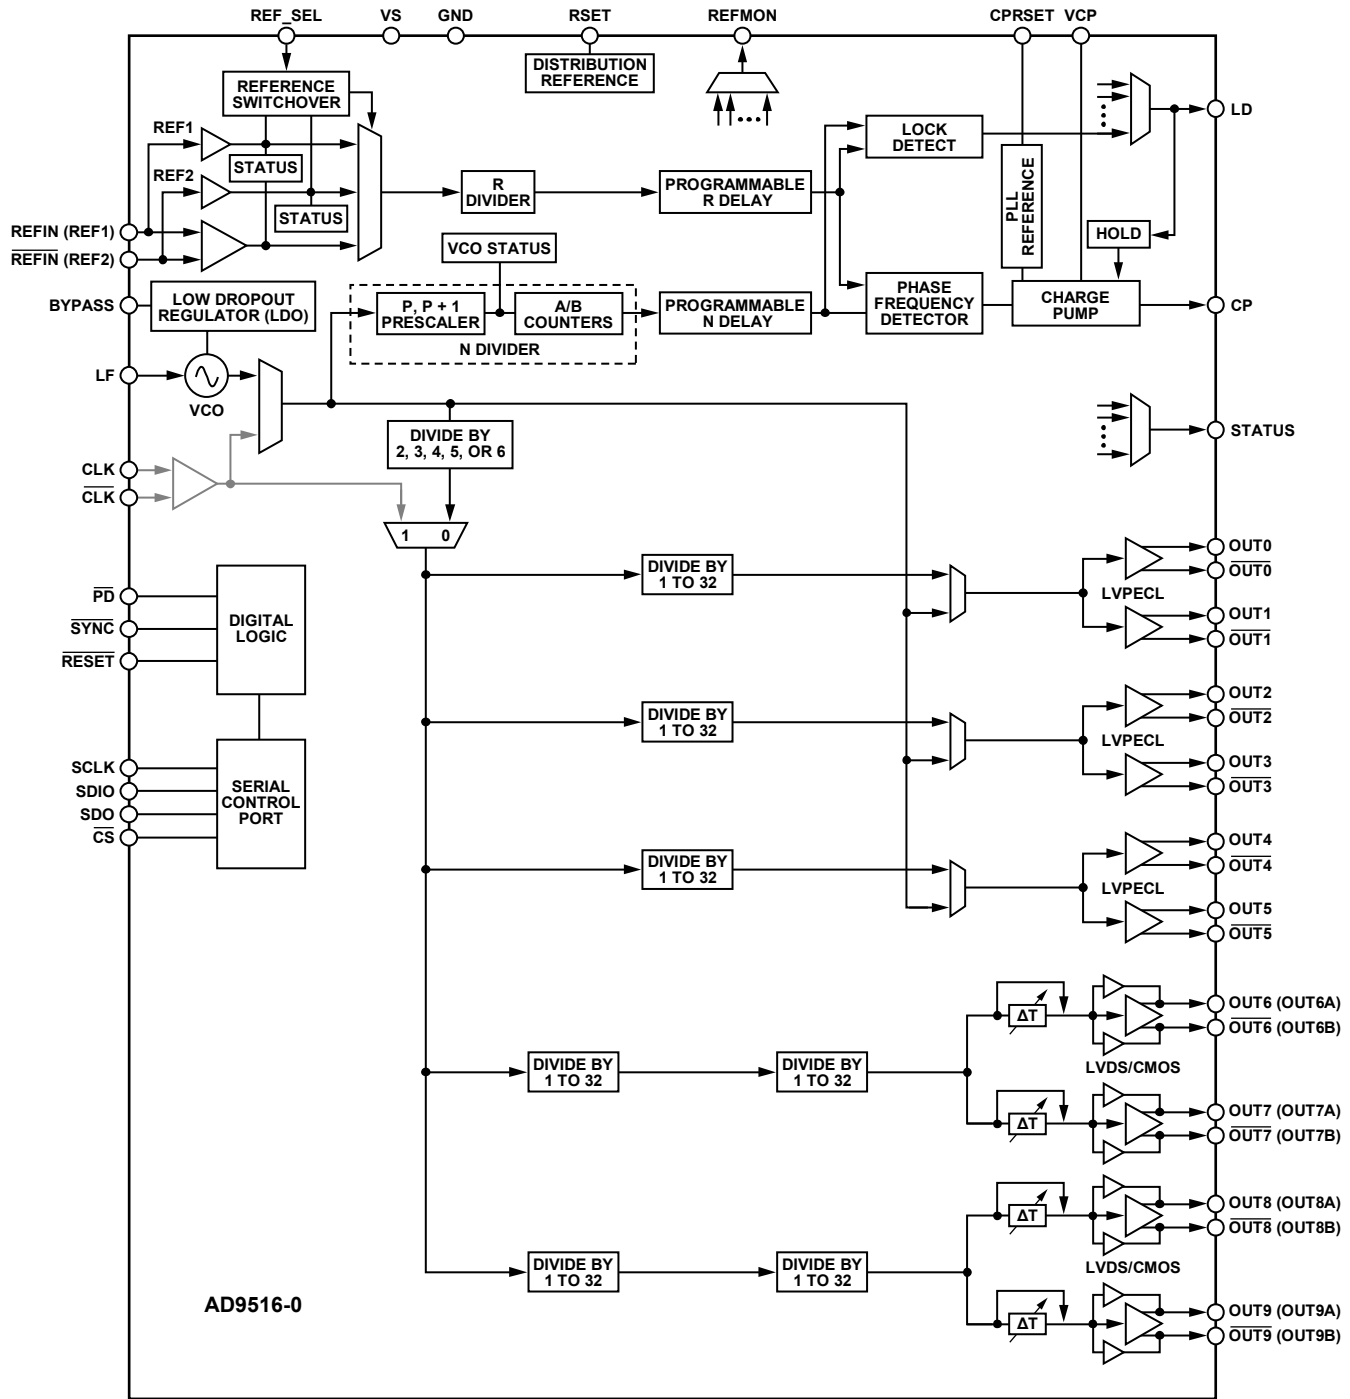 REF_SEL VS GND RSET REFMON CPRSET VCP
DISTRIBUTION
REFERENCE
REFERENCE
SWITCHOVER
REF1
STATUS
REF2
STATUS
REFIN (REF1)
REFIN (REF2)
R
DIVIDER
PROGRAMMABLE
R DELAY
LOCK
DETECT
LD
PLL
REFERENCE
HOLD
VCO STATUS
BYPASS
LOW DROPOUT
REGULATOR (LDO)
P, P + 1
PRESCALER
A/B
COUNTERS
N DIVIDER
PROGRAMMABLE
N DELAY
PHASE
FREQUENCY
DETECTOR
CHARGE
PUMP
CP
LF
VCO
STATUS
DIVIDE BY
2, 3, 4, 5, OR 6
CLK
CLK
1 0
PD
SYNC
RESET
DIGITAL
LOGIC
SCLK
SDIO
SDO
CS
SERIAL
CONTROL
PORT
DIVIDE BY
1 TO 32
LVPECL
OUT0
OUT0
OUT1
OUT1
DIVIDE BY
1 TO 32
LVPECL
OUT2
OUT2
OUT3
OUT3
DIVIDE BY
1 TO 32
LVPECL
OUT4
OUT4
OUT5
OUT5
DIVIDE BY
1 TO 32
DIVIDE BY
1 TO 32
ΔT
ΔT
LVDS/CMOS
OUT6 (OUT6A)
OUT6 (OUT6B)
OUT7 (OUT7A)
OUT7 (OUT7B)
DIVIDE BY
1 TO 32
DIVIDE BY
1 TO 32
ΔT
ΔT
LVDS/CMOS
OUT8 (OUT8A)
OUT8 (OUT8B)
OUT9 (OUT9A)
OUT9 (OUT9B)
AD9516-0